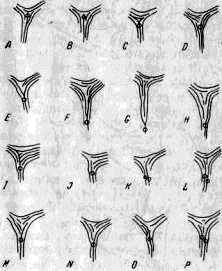 A B C D
E F G H
I J K L
M N O P